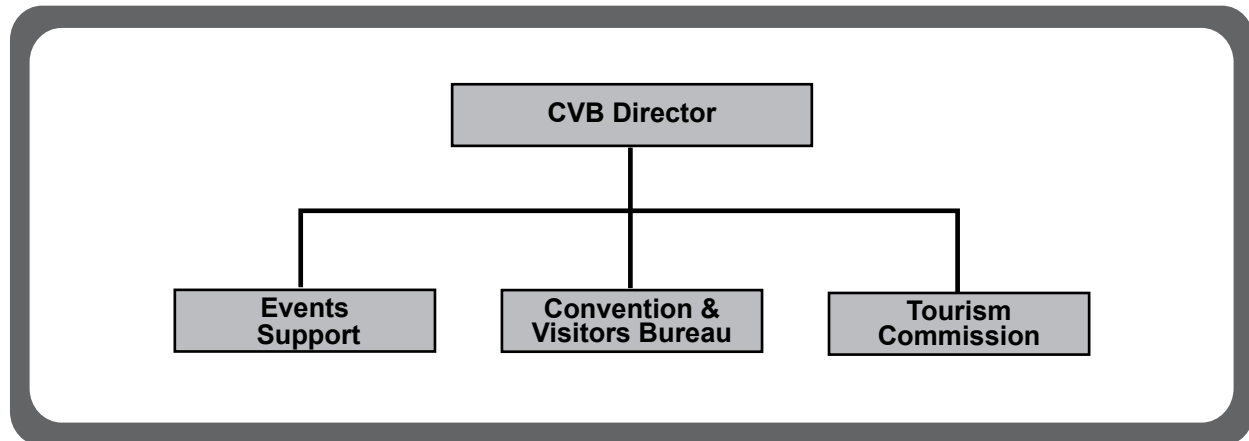 CVB Director
Events
Support
Convention &
Visitors Bureau
Tourism
Commission